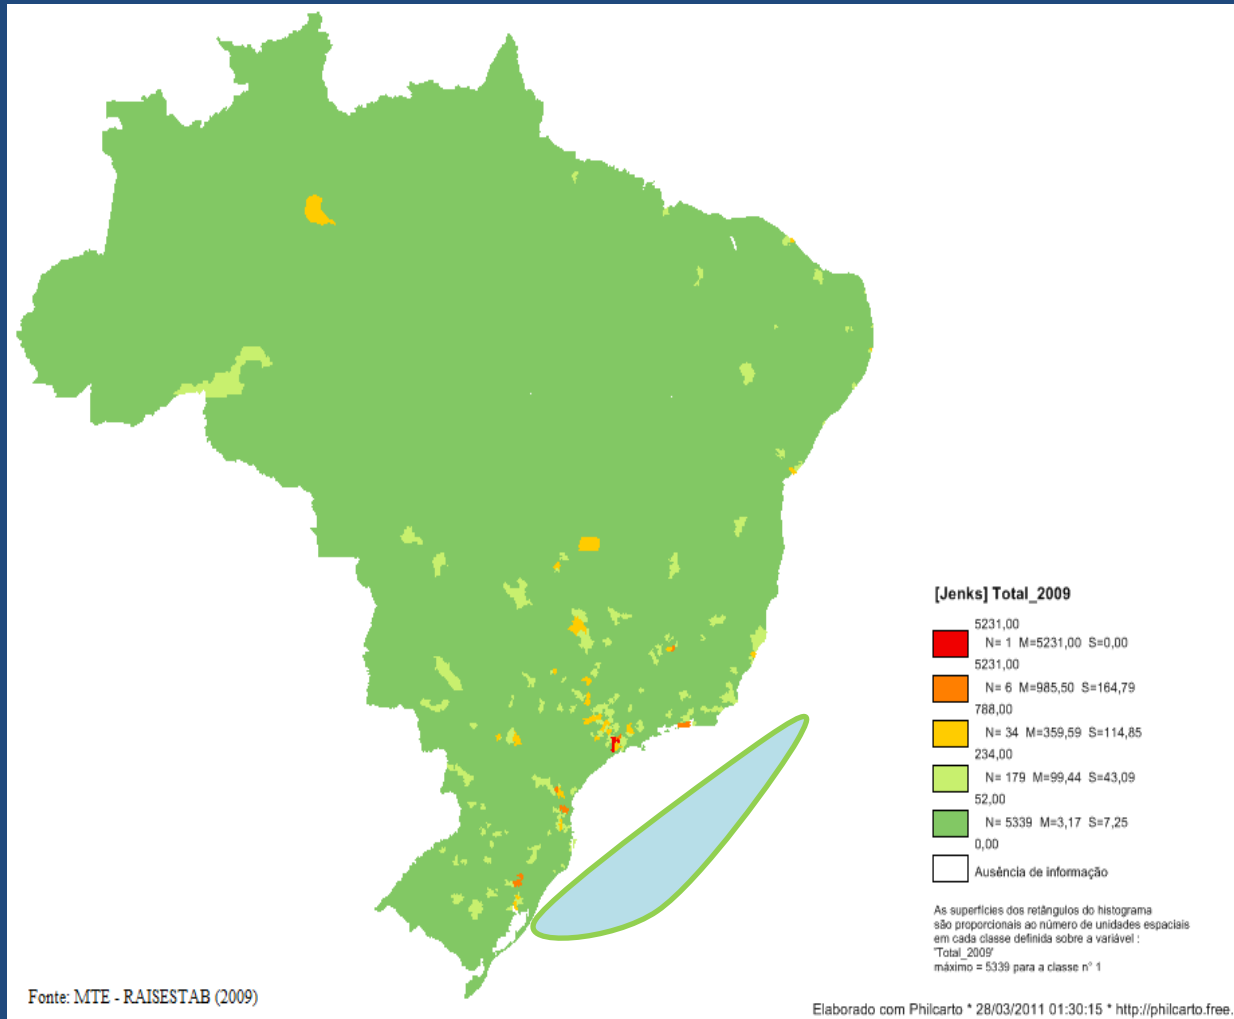 [Jenks] Total_2009
5231,00
N= 1 M=5231,00 S=0,00
5231,00
N= 6 M=985,50 S=164,79
788,00
N= 34 M=359,59 S=114,85
234,00
N= 179 M=99,44 S=43,09
52,00
N= 5339 M=3,17 S=7,25
0,00
Ausência de informação
As superfícies dos retângulos do histograma
são proporcionais ao número de unidades espaciais
em cada classe definida sobre a variável :
'Total_2009'
máximo = 5339 para a classe n° 1
Fonte: MTE - RAISESTAB (2009)
Elaborado com Philcarto * 28/03/2011 01:30:15 * http://philcarto.free.